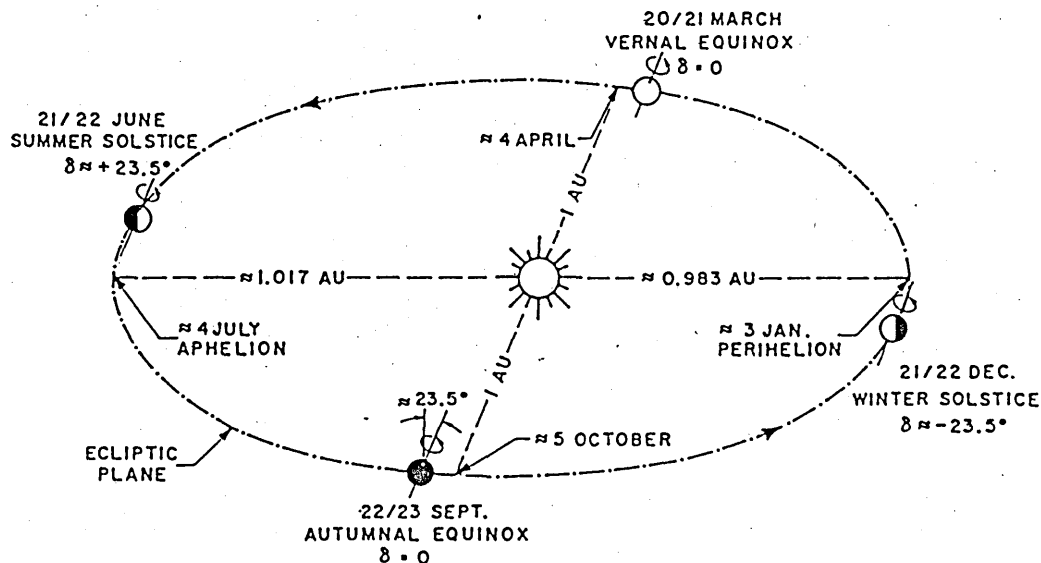 20/21 MARCH
VERNAL EQUINOX
δ = 0
21/22 JUNE
SUMMER SOLSTICE
δ ≈ +23.5°
≈ 4 APRIL
1 AU
≈1.017 AU
≈0.983 AU
≈ 4 JULY
APHELION
≈ 3 JAN.
PERIHELION
1 AU
21/22 DEC.
WINTER SOLSTICE
δ ≈ -23.5°
≈ 23.5°
≈ 5 OCTOBER
ECLIPTIC
PLANE
22/23 SEPT.
AUTUMNAL EQUINOX
δ = 0